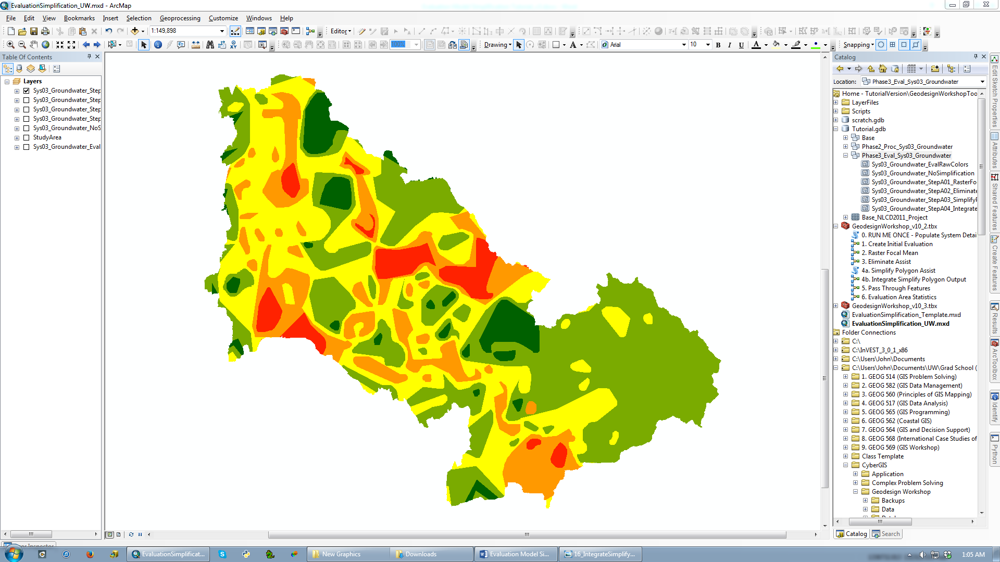 EvaluationSimplification_UW.mxd - ArcMap
File Edit View Bookmarks Insert Selection Geoprocessing Customize Windows Help
1:149,898
Editor
100%
Drawing
Arial
10
B I U A
Snapping
Table Of Contents
Layers
Sys03_Groundwater_Step
Sys03_Groundwater_Step
Sys03_Groundwater_Step
Sys03_Groundwater_Step
Sys03_Groundwater_NoS
StudyArea
Sys03_Groundwater_Eval
Catalog
Location: Phase3_Eval_Sys03_Groundwater
Home - TutorialVersion\GeodesignWorkshopToo
LayerFiles
Scripts
scratch.gdb
Tutorial.gdb
Base
Phase2_Proc_Sys03_Groundwater
Phase3_Eval_Sys03_Groundwater
Sys03_Groundwater_EvalRawColors
Sys03_Groundwater_NoSimplification
Sys03_Groundwater_StepA01_RasterFo
Sys03_Groundwater_StepA02_Eliminate
Sys03_Groundwater_StepA03_SimplifyP
Sys03_Groundwater_StepA04_Integrate
Base_NLCD2011_Project
GeodesignWorkshop_v10_2.tbx
0. RUN ME ONCE - Populate System Detai
1. Create Initial Evaluation
2. Raster Focal Mean
3. Eliminate Assist
4a. Simplify Polygon Assist
4b. Integrate Simplify Polygon Output
5. Pass Through Features
6. Evaluation Area Statistics
GeodesignWorkshop_v10_3.tbx
EvaluationSimplification_Template.mxd
EvaluationSimplification_UW.mxd
Folder Connections
C:\
C:\InVEST_3_0_1_x86
C:\Users\John\Documents
C:\Users\John\Documents\UW\Grad School (
1. GEOG 514 (GIS Problem Solving)
2. GEOG 582 (GIS Data Management)
3. GEOG 560 (Principles of GIS Mapping)
4. GEOG 517 (GIS Data Analysis)
5. GEOG 565 (GIS Programming)
6. GEOG 562 (Coastal GIS)
7. GEOG 564 (GIS and Decision Support)
8. GEOG 568 (International Case Studies of
9. GEOG 569 (GIS Workshop)
Class Template
CyberGIS
Application
Complex Problem Solving
Geodesign Workshop
Backups
Data
Catalog
Search
Edit Sketch Properties
Attributes
Shared Features
Create Features
Results
ArcToolbox
Identify
Python
EvaluationSimplificat...
New Graphics
Downloads
Evaluation Model Si...
16_IntegrateSimplify...
1:05 AM